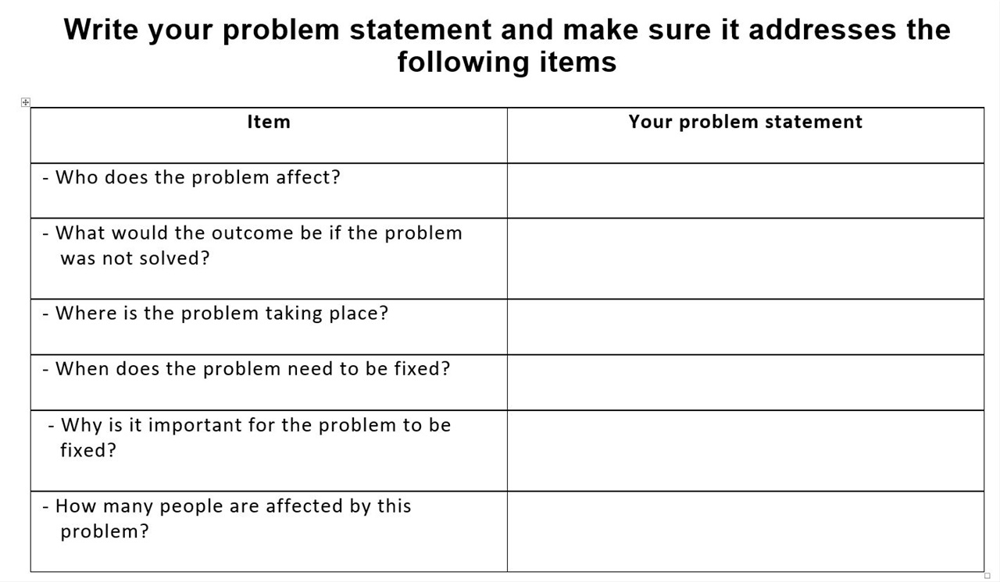 Write your problem statement and make sure it addresses the
following items
Item
Your problem statement
- Who does the problem affect?
- What would the outcome be if the problem
was not solved?
- Where is the problem taking place?
- When does the problem need to be fixed?
- Why is it important for the problem to be
fixed?
- How many people are affected by this
problem?